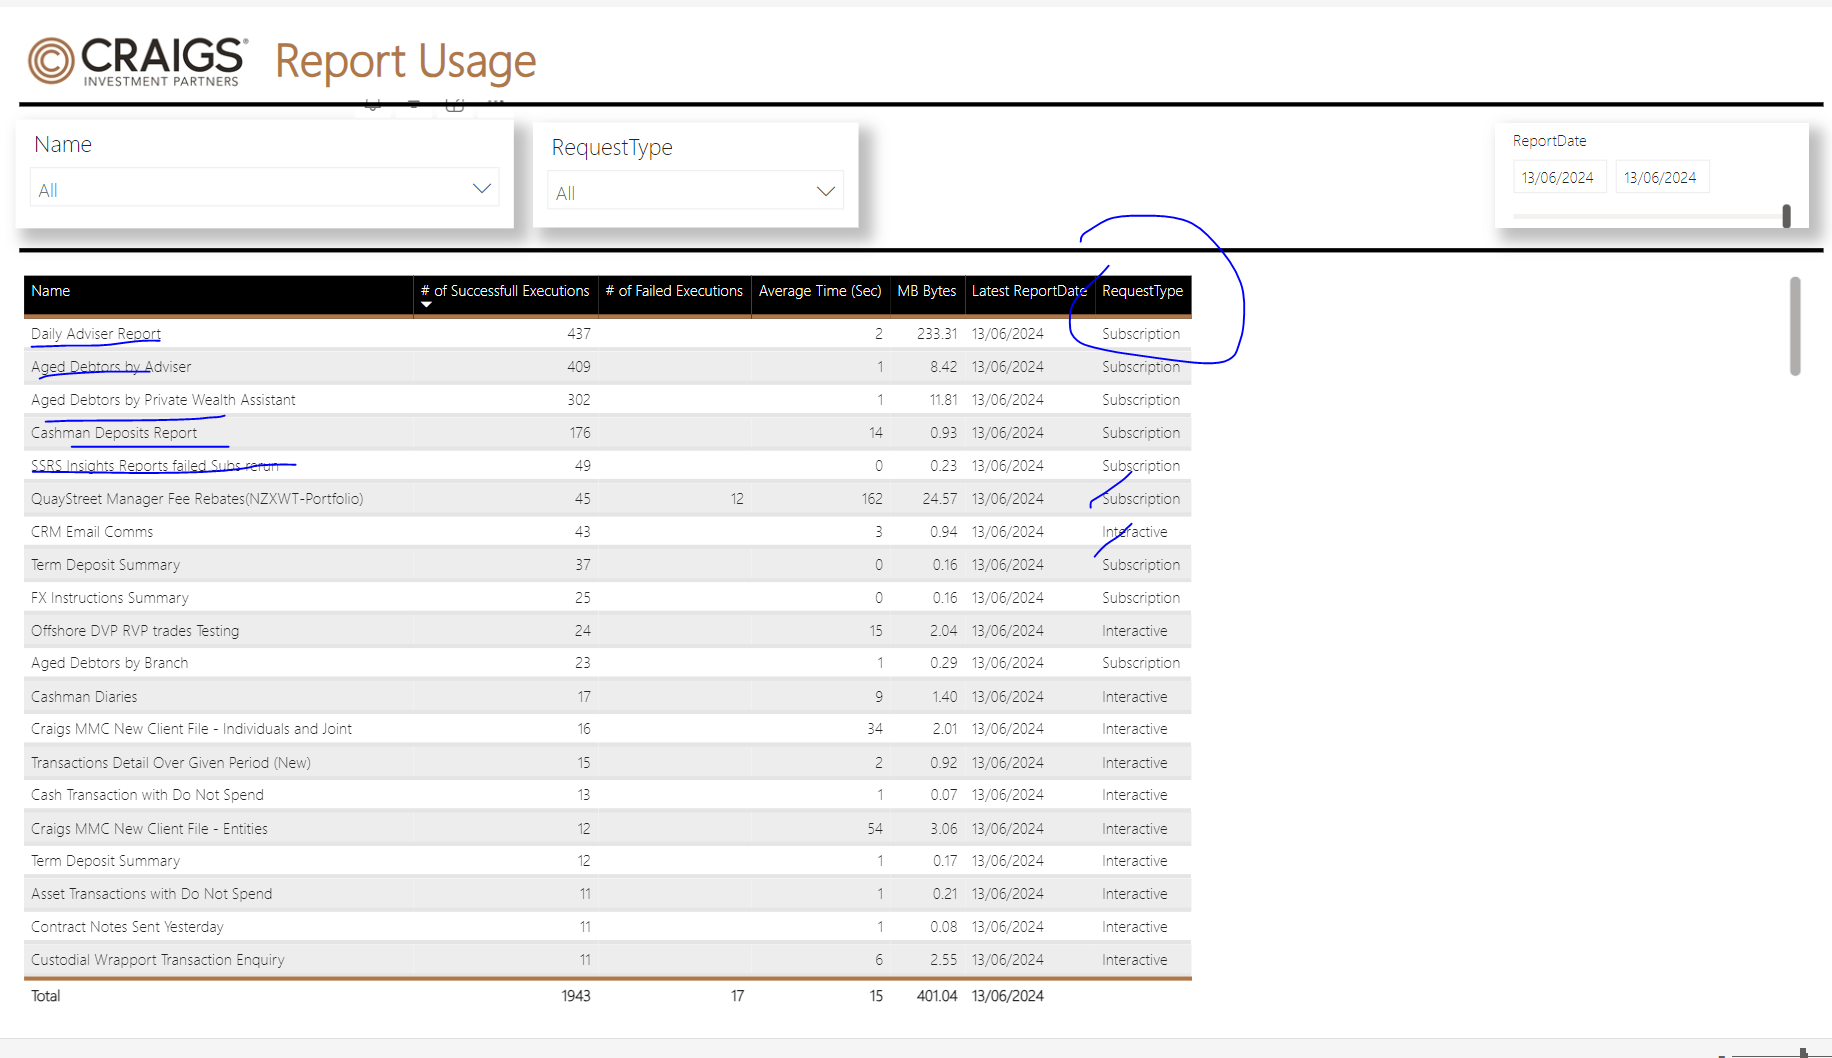 CRAIGS®
INVESTMENT PARTNERS
Report Usage
Name
All
RequestType
All
ReportDate
13/06/2024 13/06/2024
Name # of Successfull Executions # of Failed Executions Average Time (Sec) MB Bytes Latest ReportDate RequestType
Daily Adviser Report 437 2 233.31 13/06/2024 Subscription
Aged Debtors by Adviser 409 1 8.42 13/06/2024 Subscription
Aged Debtors by Private Wealth Assistant 302 1 11.81 13/06/2024 Subscription
Cashman Deposits Report 176 14 0.93 13/06/2024 Subscription
SSRS Insights Reports failed Subs rerun 49 0 0.23 13/06/2024 Subscription
QuayStreet Manager Fee Rebates(NZXWT-Portfolio) 45 12 162 24.57 13/06/2024 Subscription
CRM Email Comms 43 3 0.94 13/06/2024 Interactive
Term Deposit Summary 37 0 0.16 13/06/2024 Subscription
FX Instructions Summary 25 0 0.16 13/06/2024 Subscription
Offshore DVP RVP trades Testing 24 15 2.04 13/06/2024 Interactive
Aged Debtors by Branch 23 1 0.29 13/06/2024 Subscription
Cashman Diaries 17 9 1.40 13/06/2024 Interactive
Craigs MMC New Client File - Individuals and Joint 16 34 2.01 13/06/2024 Interactive
Transactions Detail Over Given Period (New) 15 2 0.92 13/06/2024 Interactive
Cash Transaction with Do Not Spend 13 1 0.07 13/06/2024 Interactive
Craigs MMC New Client File - Entities 12 54 3.06 13/06/2024 Interactive
Term Deposit Summary 12 1 0.17 13/06/2024 Interactive
Asset Transactions with Do Not Spend 11 1 0.21 13/06/2024 Interactive
Contract Notes Sent Yesterday 11 1 0.08 13/06/2024 Interactive
Custodial Wrapport Transaction Enquiry 11 6 2.55 13/06/2024 Interactive
Total 1943 17 15 401.04 13/06/2024